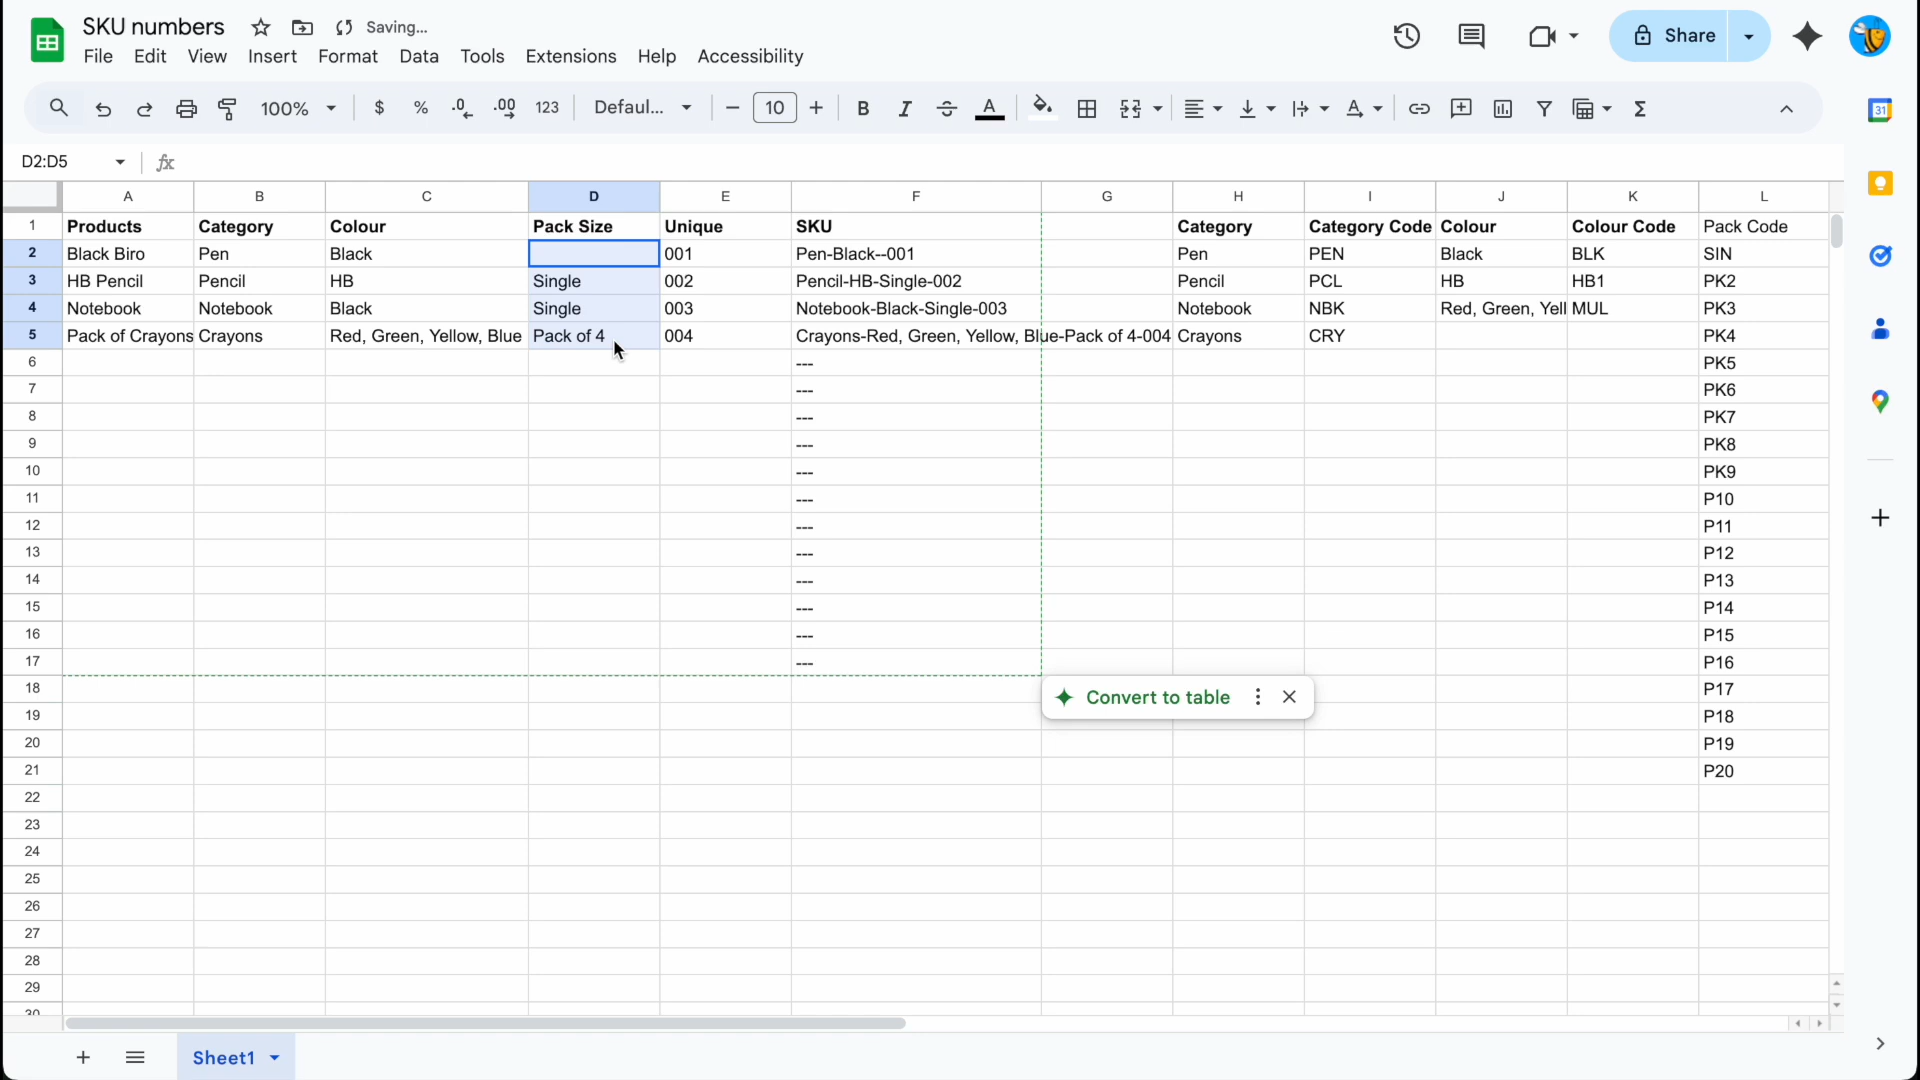 SKU numbers Saving...
File Edit View Insert Format Data Tools Extensions Help Accessibility
Share
100% $ % .0 .00 123 Defaul... 10 B I A Σ
31
D2:D5 fx
A B C D E F G H I J K L
1 Products Category Colour Pack Size Unique SKU Category Category Code Colour Colour Code Pack Code
2 Black Biro Pen Black 001 Pen-Black--001 Pen PEN Black BLK SIN
3 HB Pencil Pencil HB Single 002 Pencil-HB-Single-002 Pencil PCL HB HB1 PK2
4 Notebook Notebook Black Single 003 Notebook-Black-Single-003 Notebook NBK Red, Green, Yell MUL PK3
5 Pack of Crayons Crayons Red, Green, Yellow, Blue Pack of 4 004 Crayons-Red, Green, Yellow, Blue-Pack of 4-004 Crayons CRY PK4
6 --- PK5
7 --- PK6
8 --- PK7
9 --- PK8
10 --- PK9
11 --- P10
12 --- P11
13 --- P12
14 --- P13
15 --- P14
16 --- P15
17 --- P16
18 P17
Convert to table
19 P18
20 P19
21 P20
22
23
24
25
26
27
28
29
30
Sheet1